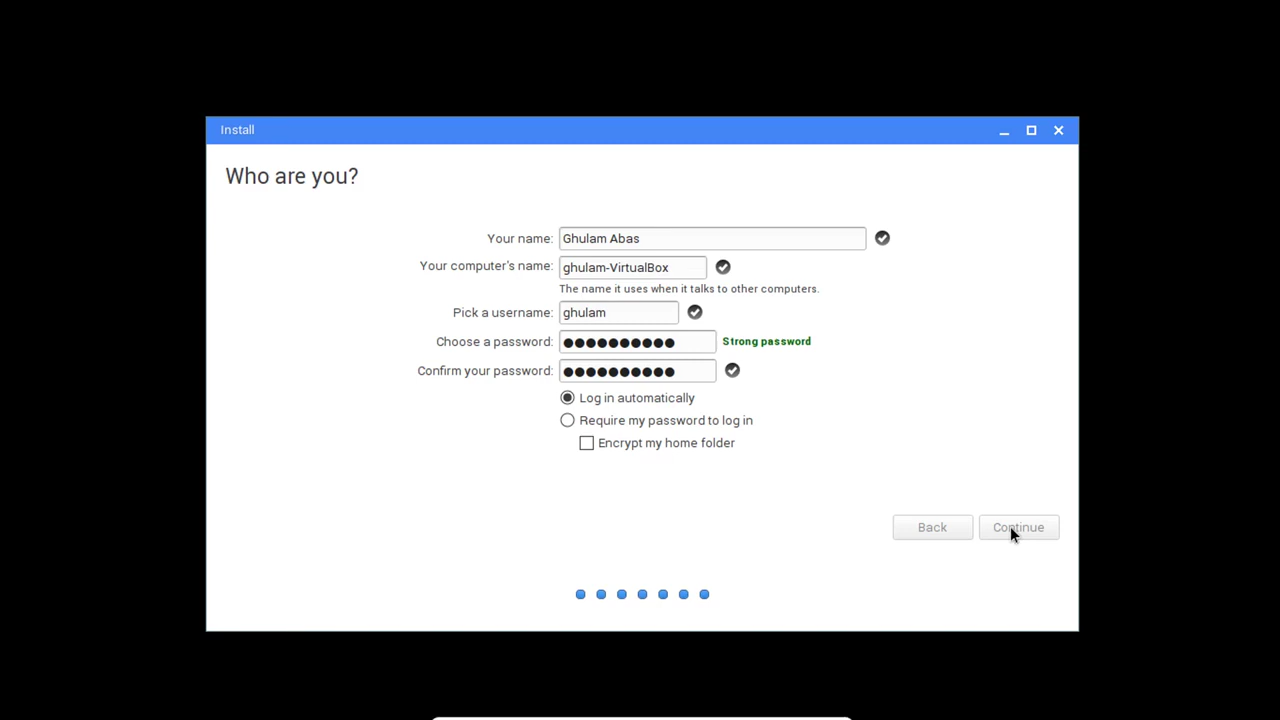 Install
Who are you?
Your name: Ghulam Abas
Your computer's name: ghulam-VirtualBox
The name it uses when it talks to other computers.
Pick a username: ghulam
Choose a password: ●●●●●●●●●● Strong password
Confirm your password: ●●●●●●●●●●
Log in automatically
Require my password to log in
Encrypt my home folder
Back Continue